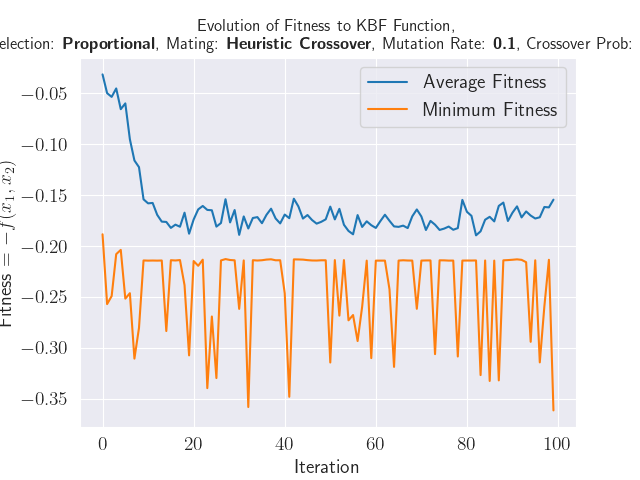 Evolution of Fitness to KBF Function,
election: Proportional, Mating: Heuristic Crossover, Mutation Rate: 0.1, Crossover Prob:
Average Fitness
Minimum Fitness
−0.05
−0.10
−0.15
−0.20
−0.25
−0.30
−0.35
Fitness = −f(x₁, x₂)
0 20 40 60 80 100
Iteration